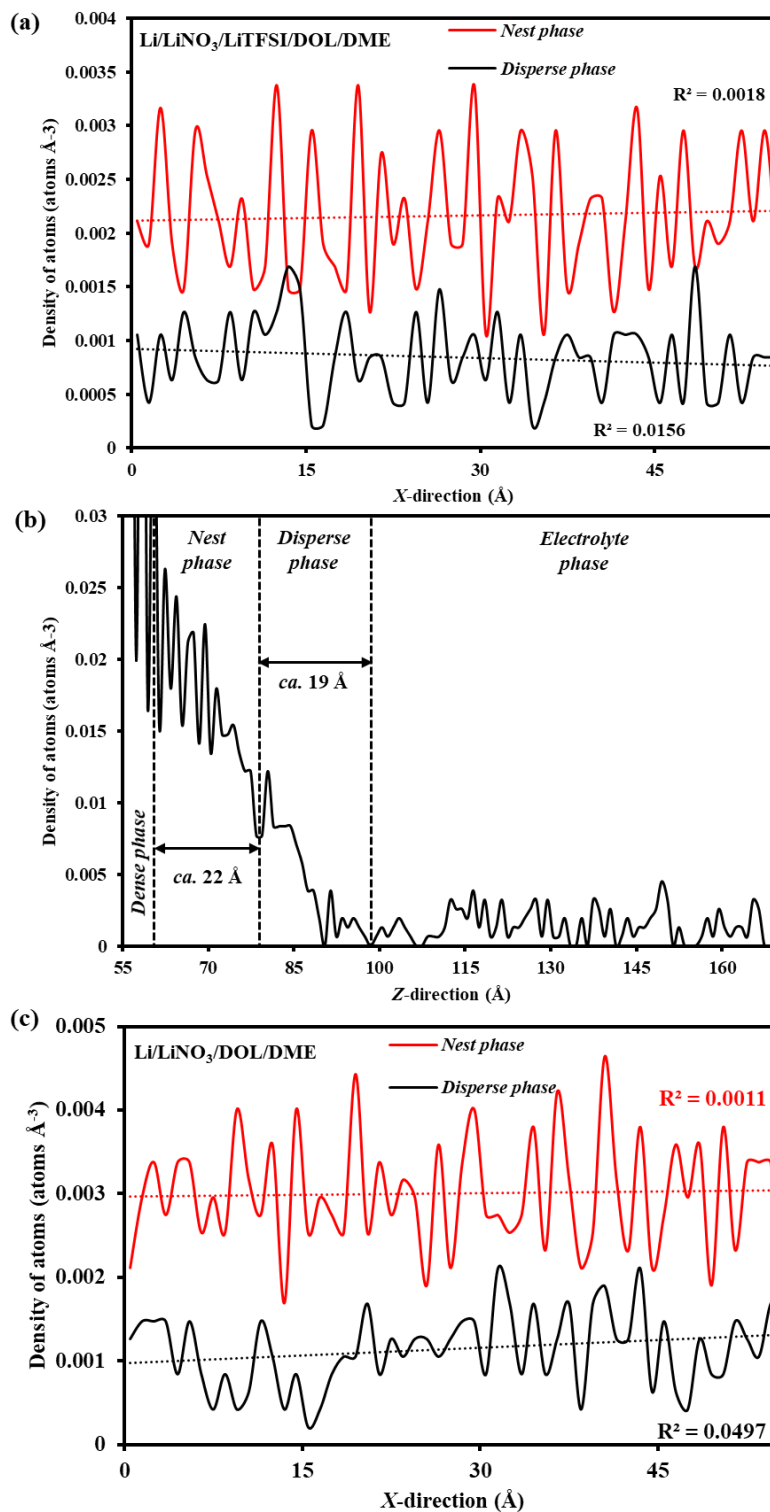 (a)
Li/LiNO₃/LiTFSI/DOL/DME
Nest phase
Disperse phase
R² = 0.0018
R² = 0.0156
Density of atoms (atoms Å-3)
0.004
0.0035
0.003
0.0025
0.002
0.0015
0.001
0.0005
0
0 15 30 45
X-direction (Å)
(b)
Nest
phase
Disperse
phase
Electrolyte
phase
Dense phase
ca. 22 Å
ca. 19 Å
Density of atoms (atoms Å-3)
0.03
0.025
0.02
0.015
0.01
0.005
0
55 70 85 100 115 130 145 160
Z-direction (Å)
(c)
Li/LiNO₃/DOL/DME
Nest phase
Disperse phase
R² = 0.0011
R² = 0.0497
Density of atoms (atoms Å⁻³)
0.005
0.004
0.003
0.002
0.001
0
0 15 30 45
X-direction (Å)